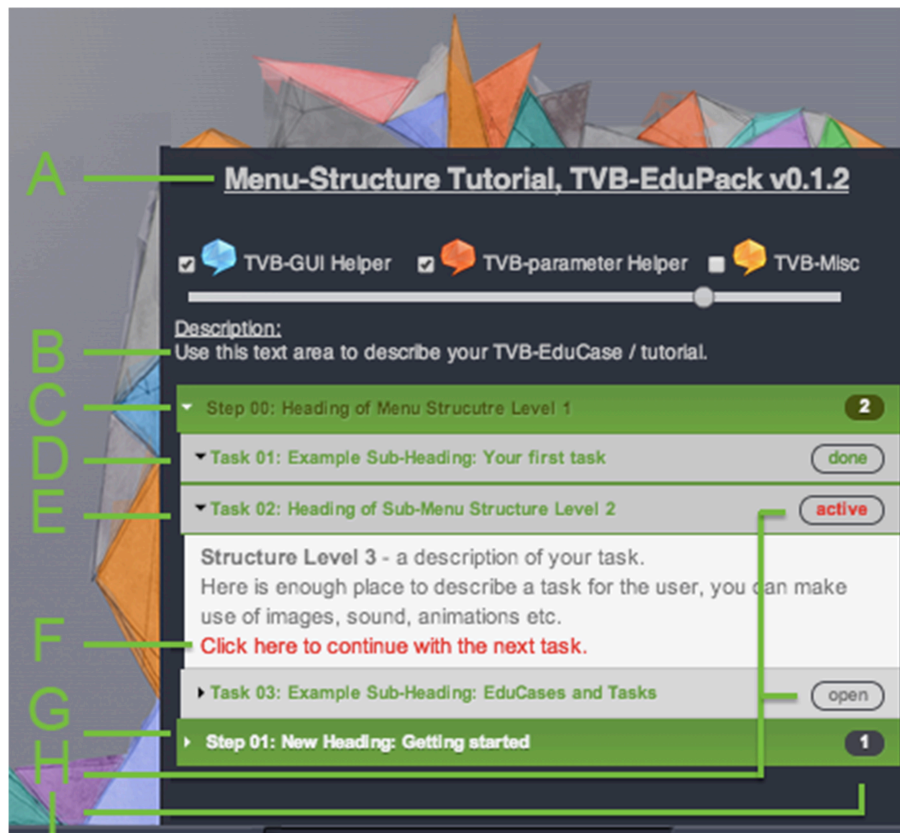 A
Menu-Structure Tutorial, TVB-EduPack v0.1.2
TVB-GUI Helper TVB-parameter Helper TVB-Misc
Description:
B
Use this text area to describe your TVB-EduCase / tutorial.
C
Step 00: Heading of Menu Strucutre Level 1 2
D
Task 01: Example Sub-Heading: Your first task done
E
Task 02: Heading of Sub-Menu Structure Level 2 active
Structure Level 3 - a description of your task.
Here is enough place to describe a task for the user, you can make
use of images, sound, animations etc.
F
Click here to continue with the next task.
Task 03: Example Sub-Heading: EduCases and Tasks open
G
Step 01: New Heading: Getting started 1
H
I